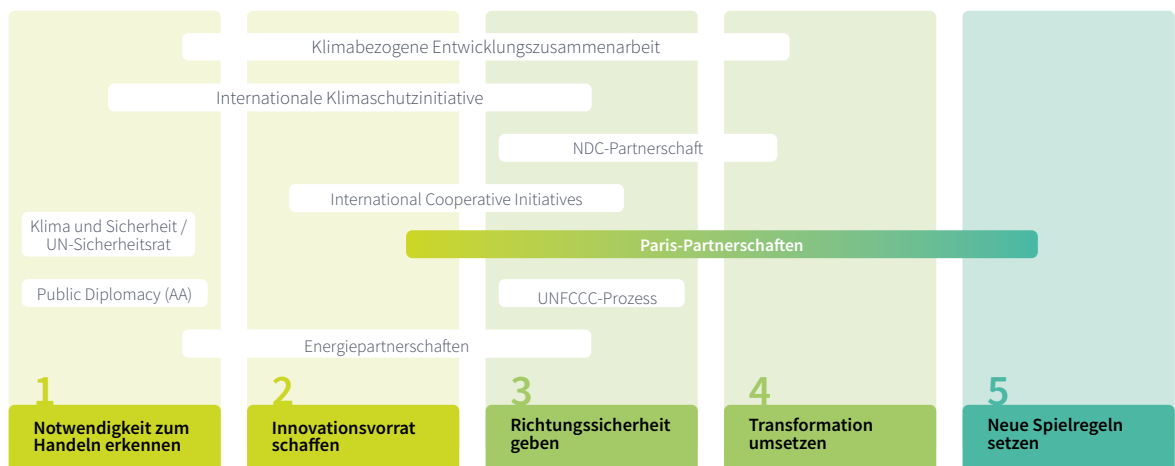 Klimabezogene Entwicklungszusammenarbeit
Internationale Klimaschutzinitiative
NDC-Partnerschaft
International Cooperative Initiatives
Klima und Sicherheit /
UN-Sicherheitsrat
Paris-Partnerschaften
Public Diplomacy (AA)
UNFCCC-Prozess
Energiepartnerschaften
1
Notwendigkeit zum
Handeln erkennen
2
Innovationsvorrat
schaffen
3
Richtungssicherheit
geben
4
Transformation
umsetzen
5
Neue Spielregeln
setzen